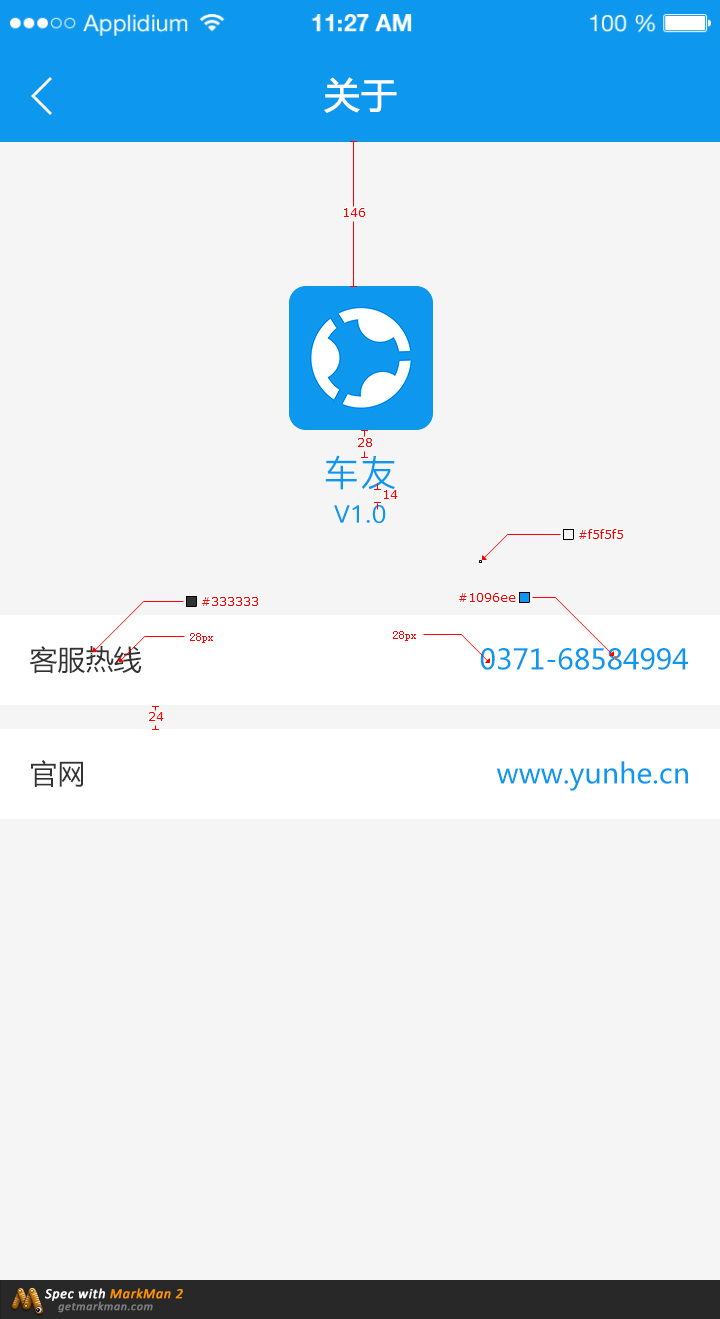 Applidium 11:27 AM 100 %
关于
146
28
车友
14
V1.0
#f5f5f5
#333333 #1096ee
28px 28px
客服热线 0371-68584994
24
官网 www.yunhe.cn
Spec with MarkMan 2
getmarkman.com